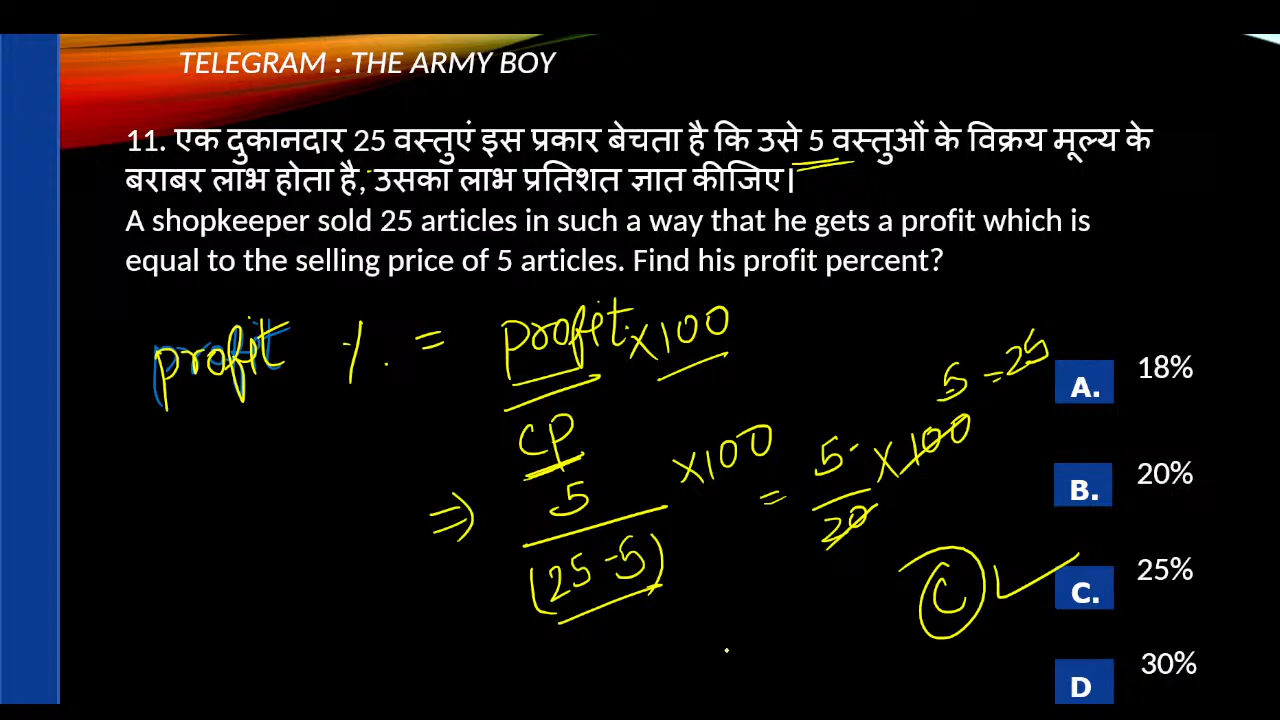 TELEGRAM : THE ARMY BOY
11. एक दुकानदार 25 वस्तुएं इस प्रकार बेचता है कि उसे 5 वस्तुओं के विक्रय मूल्य के
बराबर लाभ होता है, उसका लाभ प्रतिशत ज्ञात कीजिए।
A shopkeeper sold 25 articles in such a way that he gets a profit which is
equal to the selling price of 5 articles. Find his profit percent?
profit % = profit × 100
CP
5 = 25
⇒ 5 × 100 = 5 × 100
(25 - 5) 20
C
A. 18%
B. 20%
C. 25%
D 30%